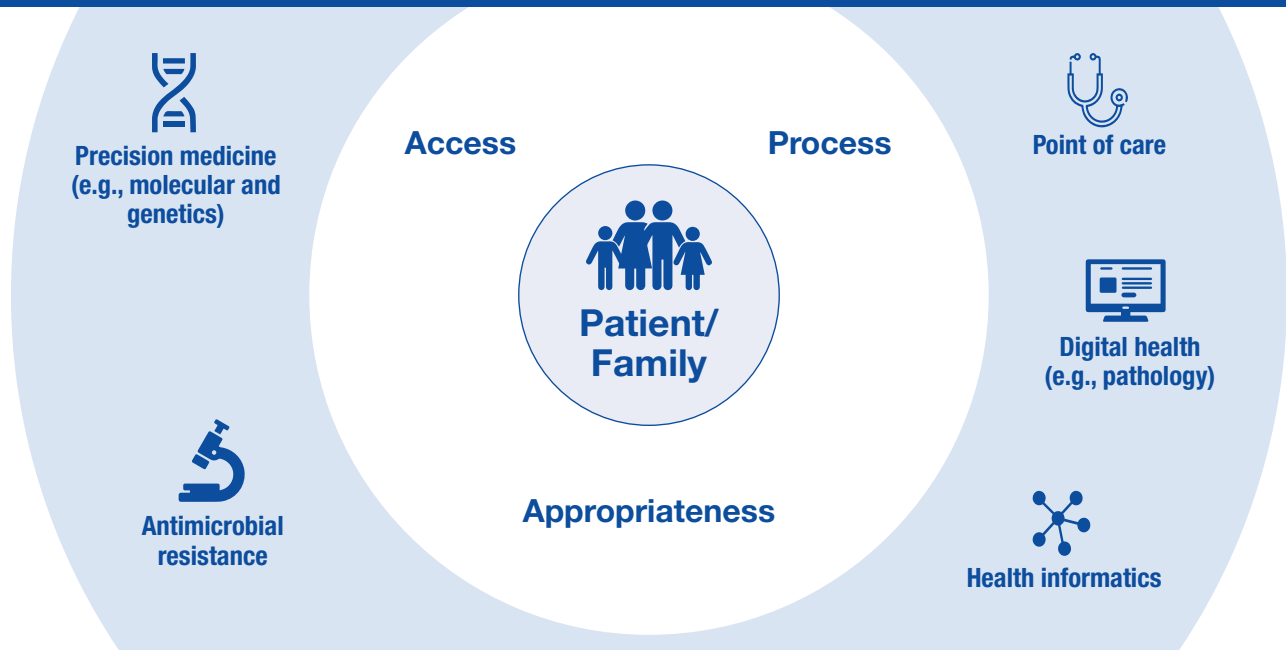 Precision medicine
(e.g., molecular and
genetics)
Antimicrobial
resistance
Access
Process
Patient/
Family
Appropriateness
Point of care
Digital health
(e.g., pathology)
Health informatics